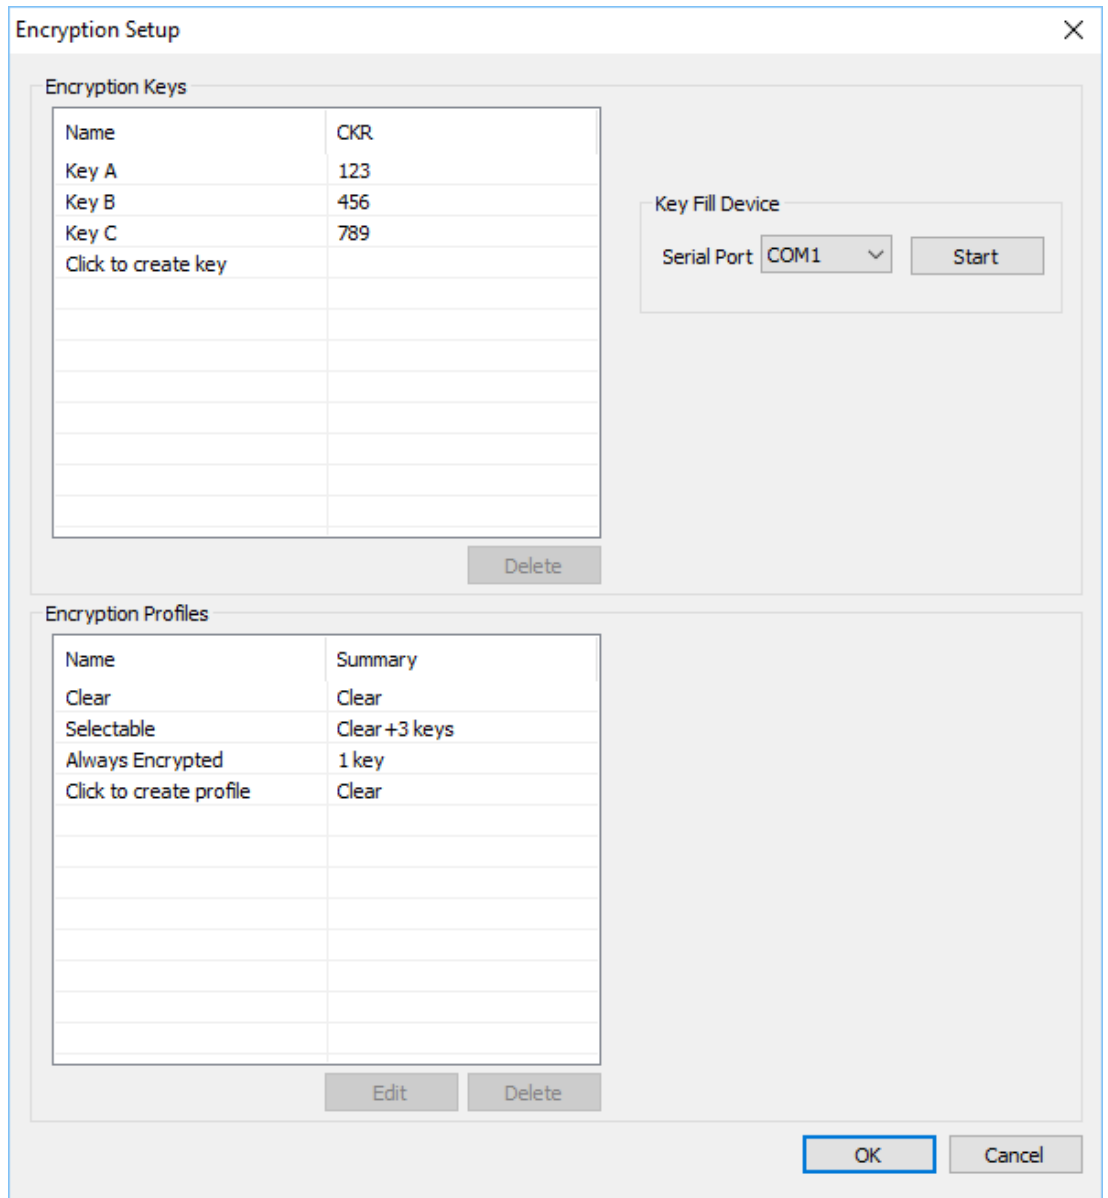 Encryption Setup
Encryption Keys
Name CKR
Key A 123
Key B 456
Key C 789
Click to create key
Key Fill Device
Serial Port COM1 Start
Delete
Encryption Profiles
Name Summary
Clear Clear
Selectable Clear+3 keys
Always Encrypted 1 key
Click to create profile Clear
Edit Delete
OK Cancel